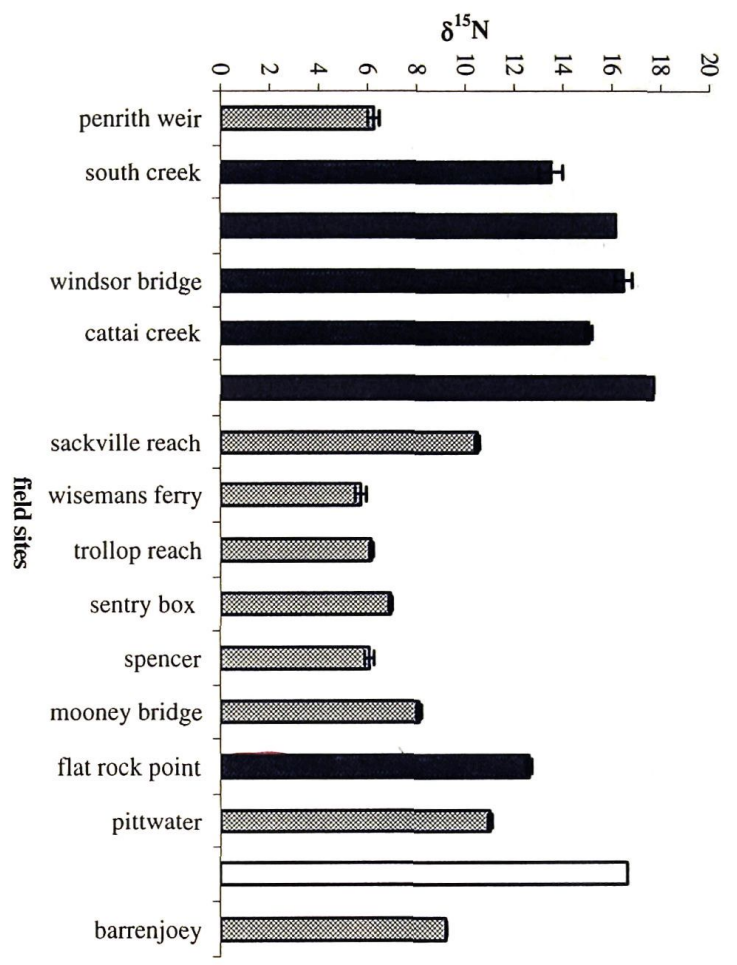 δ¹⁵N
0 2 4 6 8 10 12 14 16 18 20
penrith weir
south creek
windsor bridge
cattai creek
sackville reach
wisemans ferry
trollop reach
sentry box
spencer
mooney bridge
flat rock point
pittwater
barrenjoey
field sites